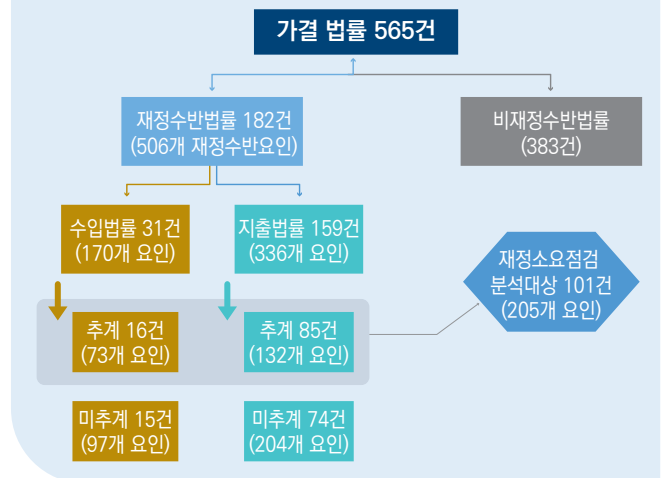 가결 법률 565건
재정수반법률 182건
(506개 재정수반요인)
비재정수반법률
(383건)
수입법률 31건
(170개 요인)
지출법률 159건
(336개 요인)
재정소요점검
분석대상 101건
(205개 요인)
추계 16건
(73개 요인)
추계 85건
(132개 요인)
미추계 15건
(97개 요인)
미추계 74건
(204개 요인)